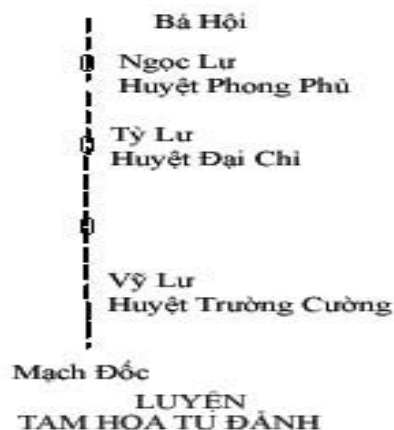 Bá Hội
Ngọc Lư
Huyệt Phong Phủ
Tỳ Lư
Huyệt Đại Chi
Vỹ Lư
Huyệt Trường Cường
Mạch Đốc
LUYỆN
TAM HOA TỤ ĐẢNH